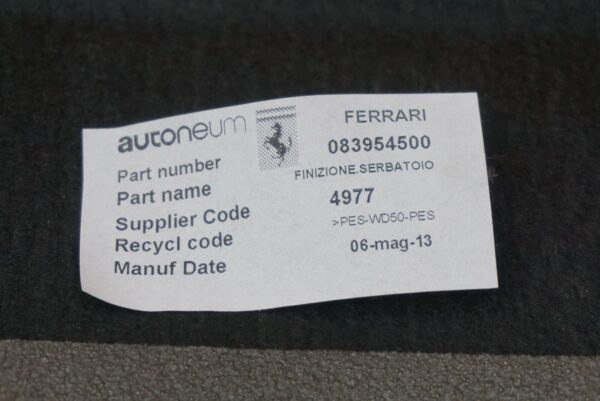 autoneum FERRARI
Part number 083954500
Part name FINIZIONE.SERBATOIO
Supplier Code 4977
Recycl code >PES-WD50-PES
Manuf Date 06-mag-13